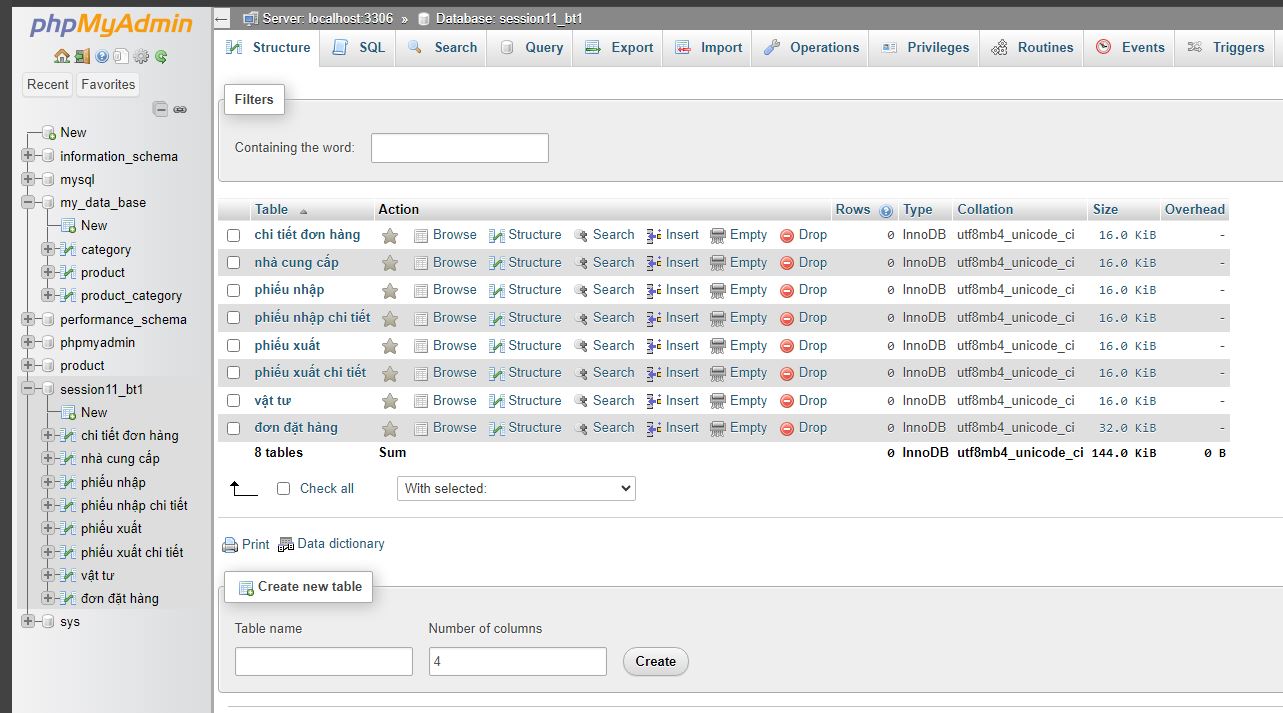 phpMyAdmin
Recent Favorites
New
information_schema
mysql
my_data_base
New
category
product
product_category
performance_schema
phpmyadmin
product
session11_bt1
New
chi tiết đơn hàng
nhà cung cấp
phiếu nhập
phiếu nhập chi tiết
phiếu xuất
phiếu xuất chi tiết
vật tư
đơn đặt hàng
sys
Server: localhost:3306 » Database: session11_bt1
Structure SQL Search Query Export Import Operations Privileges Routines Events Triggers
Filters
Containing the word:
Table Action Rows Type Collation Size Overhead
chi tiết đơn hàng Browse Structure Search Insert Empty Drop 0 InnoDB utf8mb4_unicode_ci 16.0 KiB -
nhà cung cấp Browse Structure Search Insert Empty Drop 0 InnoDB utf8mb4_unicode_ci 16.0 KiB -
phiếu nhập Browse Structure Search Insert Empty Drop 0 InnoDB utf8mb4_unicode_ci 16.0 KiB -
phiếu nhập chi tiết Browse Structure Search Insert Empty Drop 0 InnoDB utf8mb4_unicode_ci 16.0 KiB -
phiếu xuất Browse Structure Search Insert Empty Drop 0 InnoDB utf8mb4_unicode_ci 16.0 KiB -
phiếu xuất chi tiết Browse Structure Search Insert Empty Drop 0 InnoDB utf8mb4_unicode_ci 16.0 KiB -
vật tư Browse Structure Search Insert Empty Drop 0 InnoDB utf8mb4_unicode_ci 16.0 KiB -
đơn đặt hàng Browse Structure Search Insert Empty Drop 0 InnoDB utf8mb4_unicode_ci 32.0 KiB -
8 tables Sum 0 InnoDB utf8mb4_unicode_ci 144.0 KiB 0 B
Check all With selected:
Print Data dictionary
Create new table
Table name Number of columns
4 Create